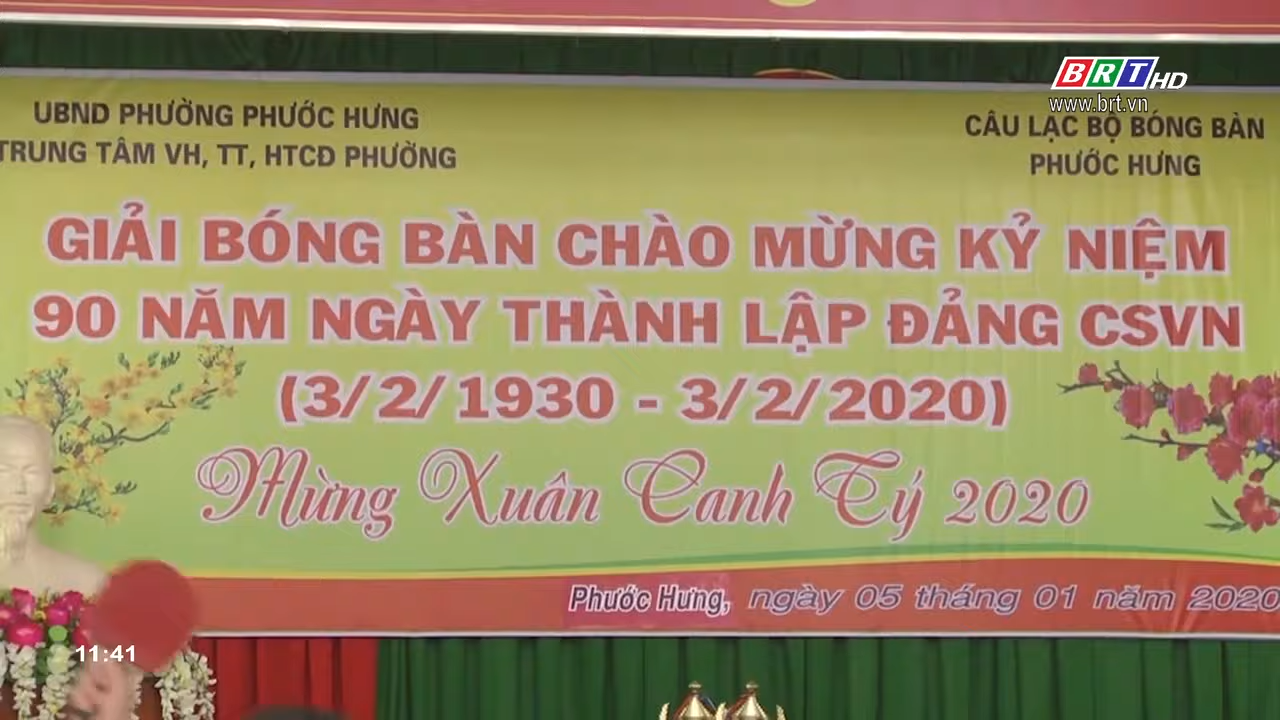 BRT HD
www.brt.vn
UBND PHƯỜNG PHƯỚC HƯNG
TRUNG TÂM VH, TT, HTCĐ PHƯỜNG
CÂU LẠC BỘ BÓNG BÀN
PHƯỚC HƯNG
GIẢI BÓNG BÀN CHÀO MỪNG KỶ NIỆM
90 NĂM NGÀY THÀNH LẬP ĐẢNG CSVN
(3/2/1930 - 3/2/2020)
Mừng Xuân Canh Tý 2020
Phước Hưng, ngày 05 tháng 01 năm 2020
11:41